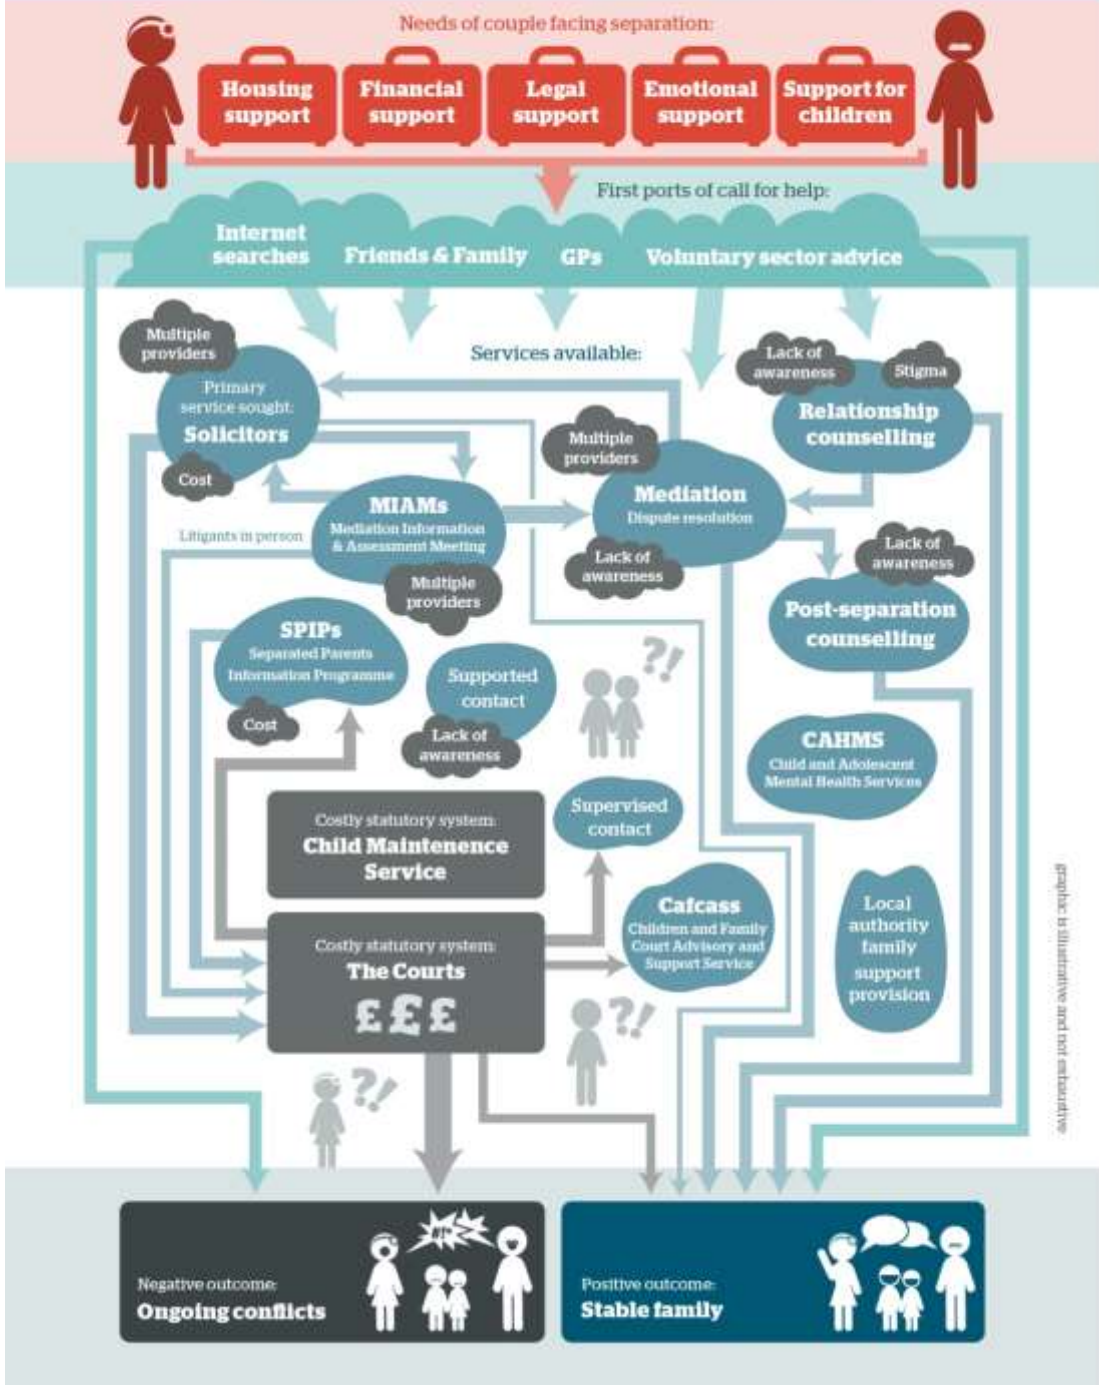 Needs of couple facing separation:
Housing
support
Financial
support
Legal
support
Emotional
support
Support for
children
First ports of call for help:
Internet
searches
Friends & Family
GPs
Voluntary sector advice
Services available:
Multiple
providers
Primary
service sought:
Solicitors
Cost
Lack of
awareness
Stigma
Relationship
counselling
Multiple
providers
Mediation
Dispute resolution
Lack of
awareness
MIAMs
Mediation Information
& Assessment Meeting
Multiple
providers
Litigants in person
Lack of
awareness
Post-separation
counselling
SPIPs
Separated Parents
Information Programme
Cost
Supported
contact
Lack of
awareness
?!
CAHMS
Child and Adolescent
Mental Health Services
Costly statutory system:
Child Maintenence
Service
Supervised
contact
Cafcass
Children and Family
Court Advisory and
Support Service
Local
authority
family
support
provision
Costly statutory system:
The Courts
£££
?!
?!
graphic is illustrative and not exhaustive
Negative outcome:
Ongoing conflicts
Positive outcome:
Stable family